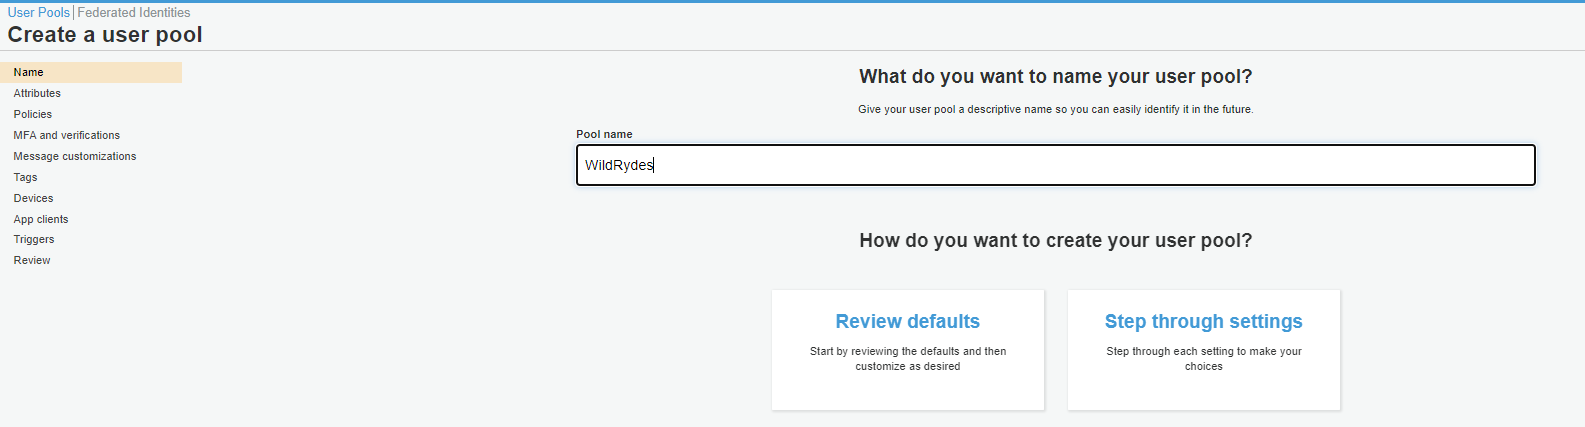 User Pools | Federated Identities
Create a user pool
Name
Attributes
Policies
MFA and verifications
Message customizations
Tags
Devices
App clients
Triggers
Review
What do you want to name your user pool?
Give your user pool a descriptive name so you can easily identify it in the future.
Pool name
WildRydes
How do you want to create your user pool?
Review defaults
Start by reviewing the defaults and then
customize as desired
Step through settings
Step through each setting to make your
choices